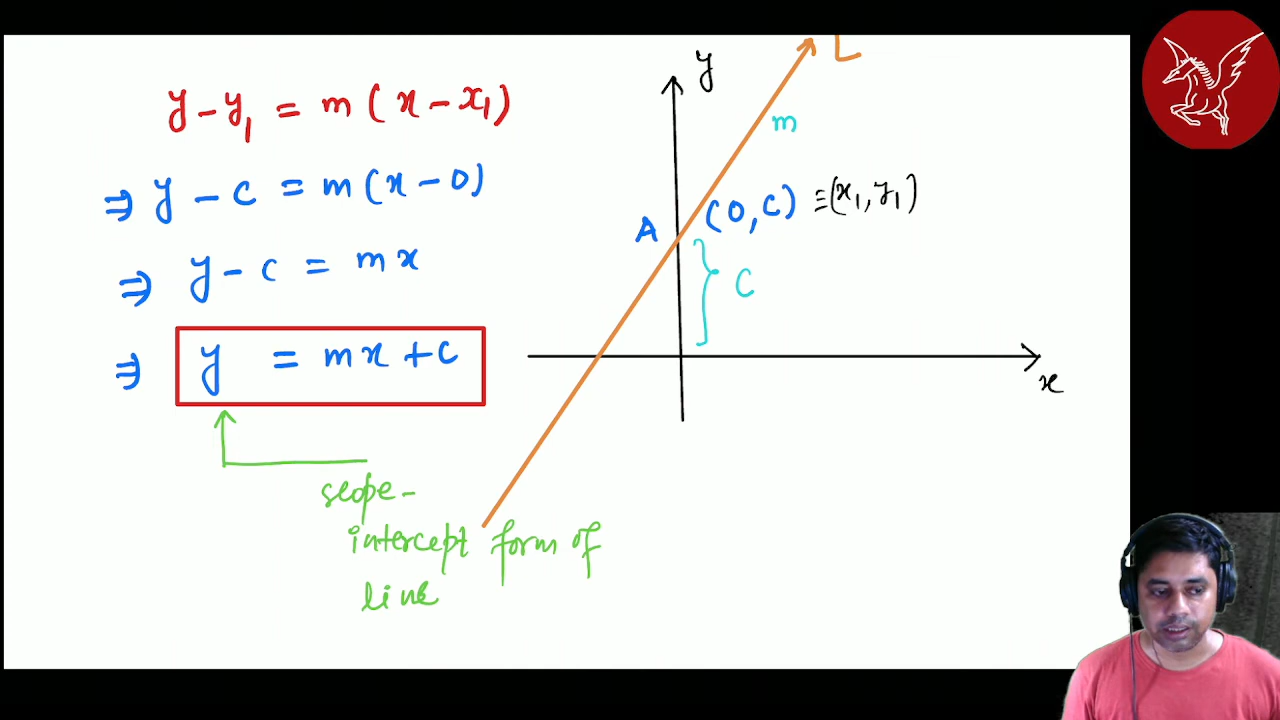 y - y₁ = m (x - x₁)
⇒ y - c = m(x - 0)
⇒ y - c = mx
⇒ y = mx + c
slope-
intercept form of
line
y
L
m
A (0, c) ≡ (x₁, y₁)
C
x